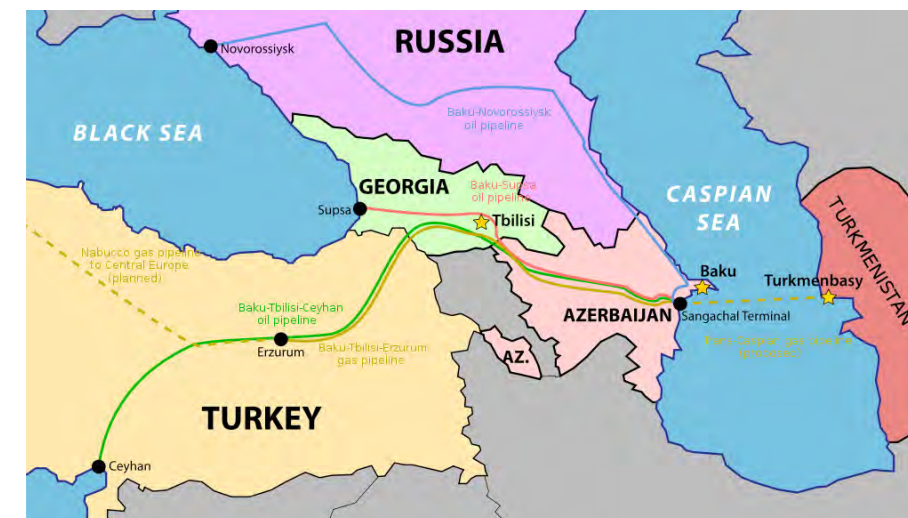 RUSSIA
Novorossiysk
Baku-Novorossiysk
oil pipeline
BLACK SEA
GEORGIA
Baku-Supsa
oil pipeline
Supsa
Tbilisi
CASPIAN
SEA
TURKMENISTAN
Nabucco gas pipeline
to Central Europe
(planned)
Baku
Turkmenbasy
Baku-Tbilisi-Ceyhan
oil pipeline
AZERBAIJAN
Sangachal Terminal
Erzurum
Baku-Tbilisi-Erzurum
gas pipeline
gas pipeline
AZ.
TURKEY
Ceyhan